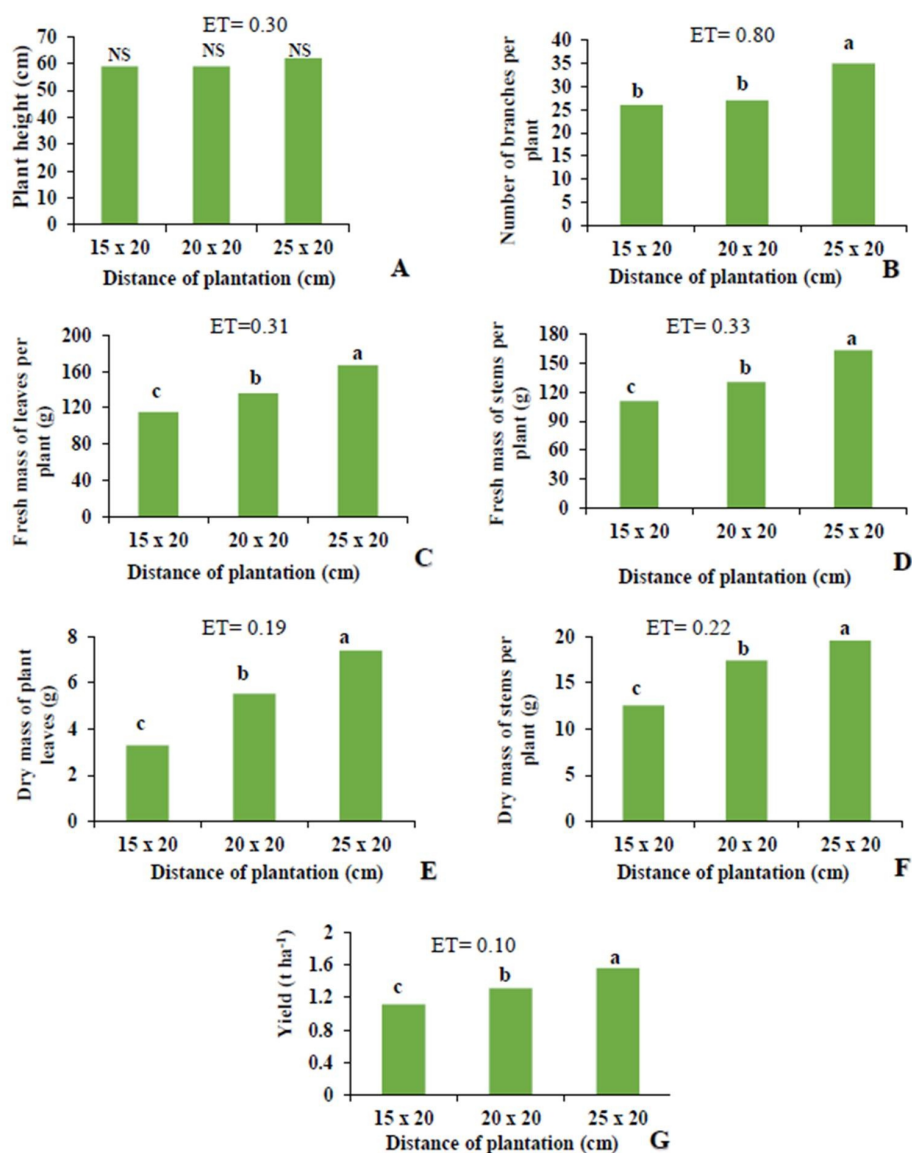 ET= 0.30
Plant height (cm)
70
60
50
40
30
20
10
0
NS
NS
NS
15 x 20
20 x 20
25 x 20
Distance of plantation (cm)
A
ET= 0.80
Number of branches per
plant
40
35
30
25
20
15
10
5
0
b
b
a
15 x 20
20 x 20
25 x 20
Distance of plantation (cm)
B
ET=0.31
Fresh mass of leaves per
plant (g)
200
160
120
80
40
0
c
b
a
15 x 20
20 x 20
25 x 20
Distance of plantation (cm)
C
ET=0.33
Fresh mass of stems per
plant (g)
180
150
120
90
60
30
0
c
b
a
15 x 20
20 x 20
25 x 20
Distance of plantation (cm)
D
ET= 0.19
Dry mass of plant
leaves (g)
8
6
4
2
0
c
b
a
15 x 20
20 x 20
25 x 20
Distance of plantation (cm)
E
ET= 0.22
Dry mass of stems per
plant (g)
20
15
10
5
0
c
b
a
15 x 20
20 x 20
25 x 20
Distance of plantation (cm)
F
ET= 0.10
Yield (t ha⁻¹)
2
1.6
1.2
0.8
0.4
0
c
b
a
15 x 20
20 x 20
25 x 20
Distance of plantation (cm)
G